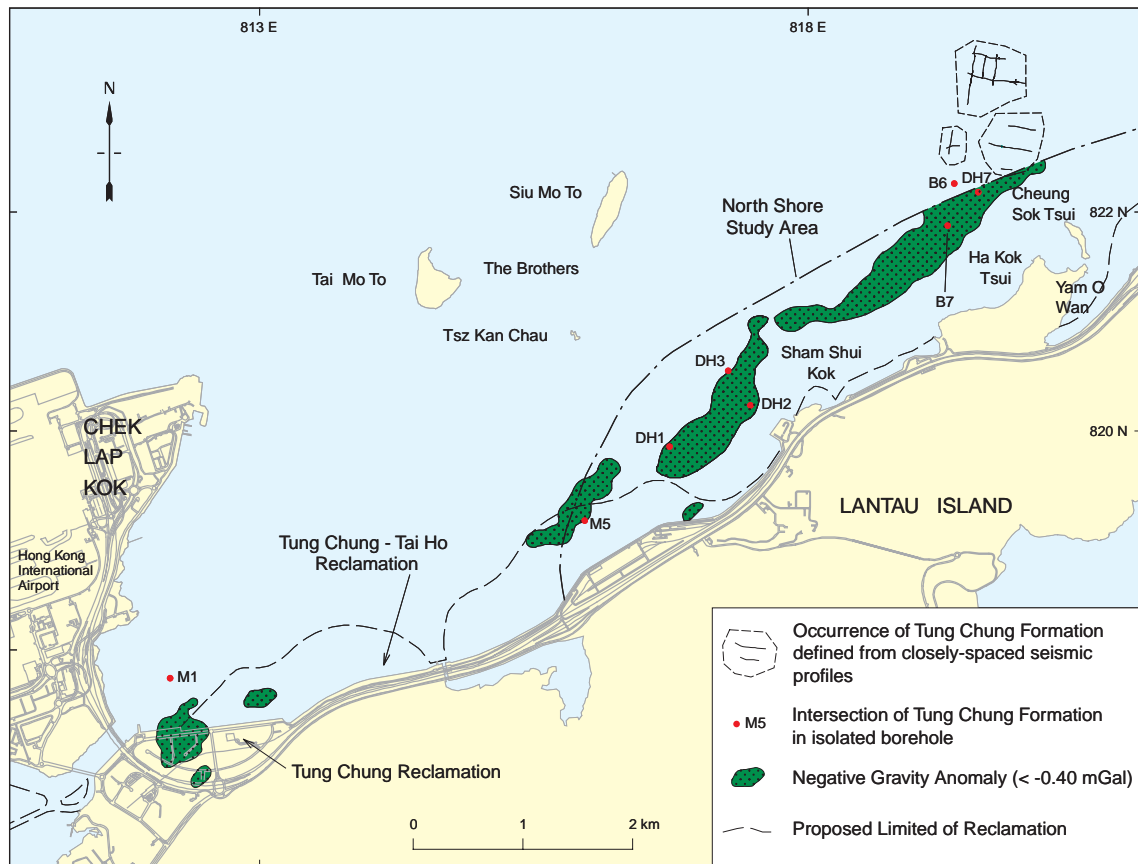 813 E
818 E
N
B6
DH7
Cheung
Sok Tsui
Siu Mo To
North Shore
Study Area
822 N
Ha Kok
Tsui
Tai Mo To
The Brothers
Yam O
Wan
B7
Tsz Kan Chau
Sham Shui
Kok
DH3
DH2
CHEK
LAP
KOK
DH1
820 N
LANTAU ISLAND
M5
Tung Chung - Tai Ho
Reclamation
Hong Kong
International
Airport
M1
Tung Chung Reclamation
0
1
2 km
Occurrence of Tung Chung Formation
defined from closely-spaced seismic
profiles
M5
Intersection of Tung Chung Formation
in isolated borehole
Negative Gravity Anomaly (< -0.40 mGal)
Proposed Limited of Reclamation